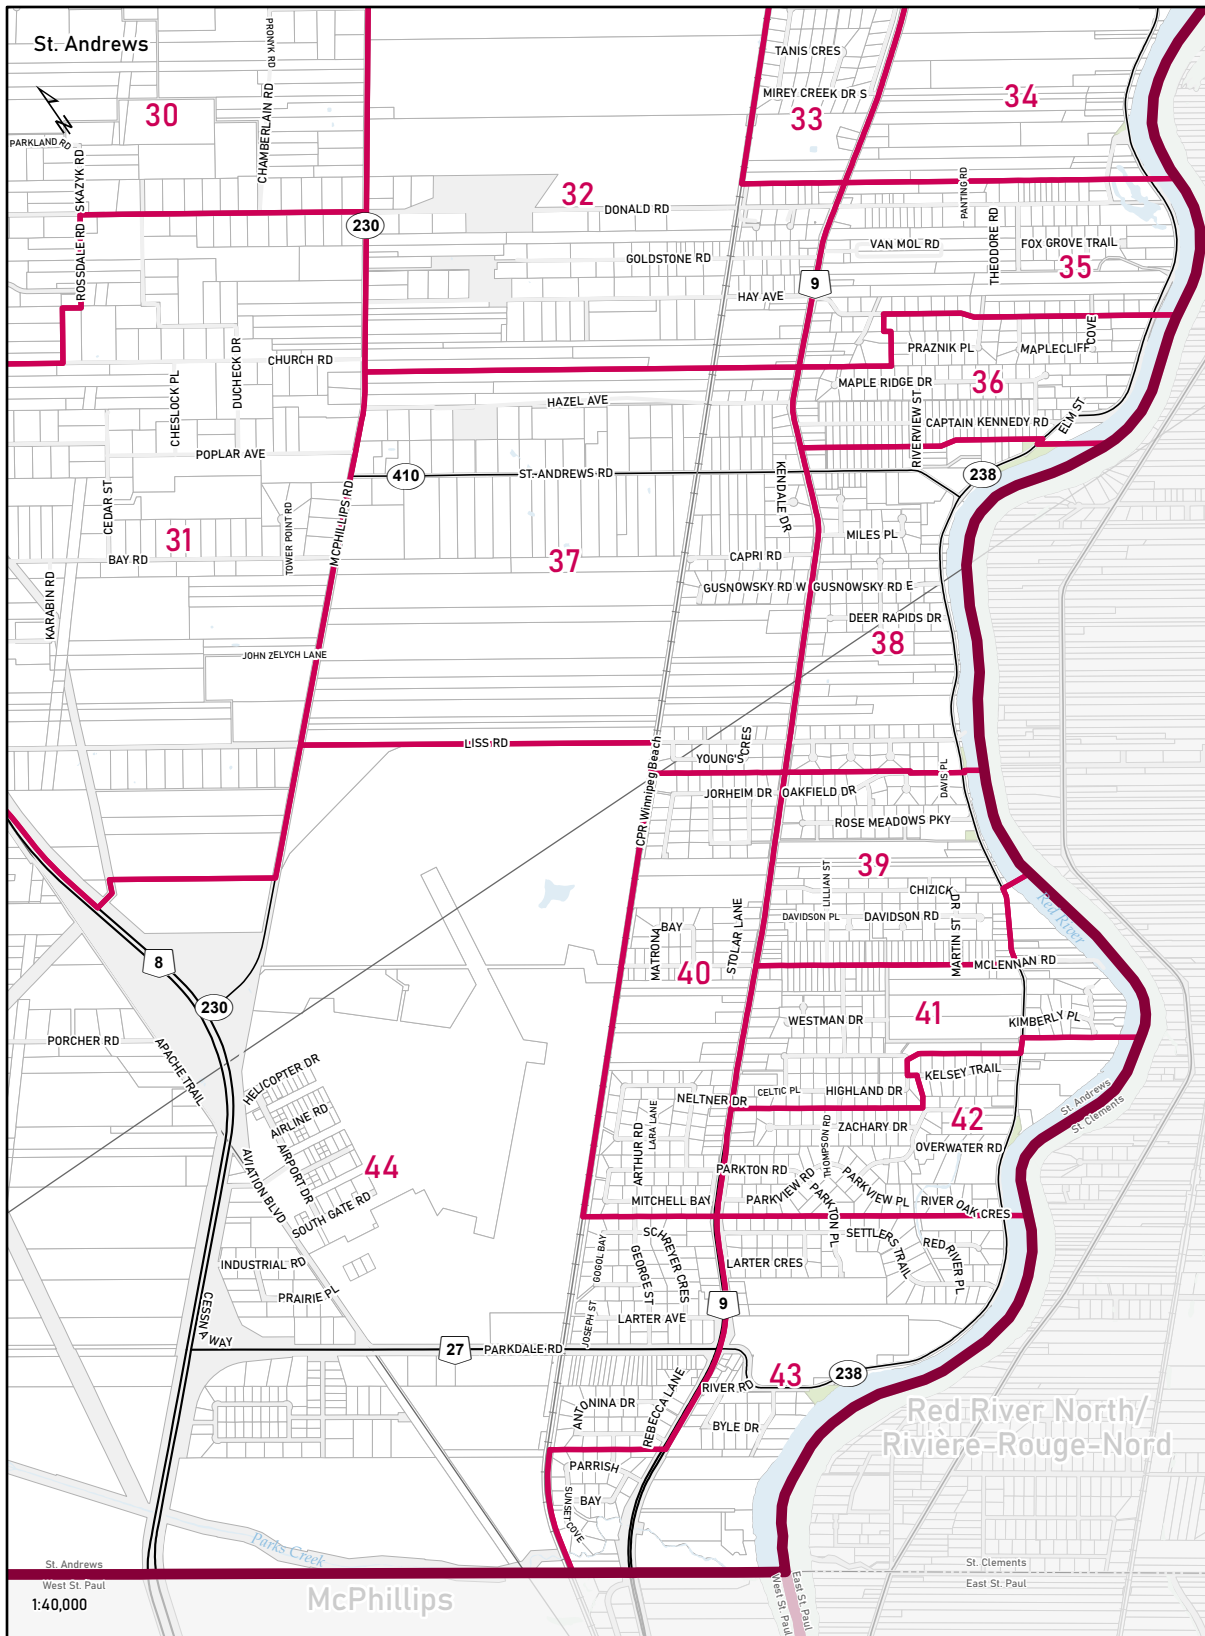 St. Andrews
PRONYK RD
TANIS CRES
30
MIREY CREEK DR S
34
33
PARKLAND RD
N
CHAMBERLAIN RD
SKAZYK RD
32
DONALD RD
PANTING RD
230
THEODORE RD
VAN MOL RD
FOX GROVE TRAIL
ROSSDALE RD
GOLDSTONE RD
35
9
HAY AVE
COVE
PRAZNIK PL
MAPLECLIFF
CHURCH RD
DUCHECK DR
MAPLE RIDGE DR
36
CHESLOCK PL
HAZEL AVE
RIVERVIEW ST
CAPTAIN KENNEDY RD
ELM ST
POPLAR AVE
410
ST-ANDREWS RD
238
KENDALE DR
CEDAR ST
MCPHILLIPS RD
TOWER POINT RD
31
MILES PL
BAY RD
37
CAPRI RD
GUSNOWSKY RD W
GUSNOWSKY RD E
KARABIN RD
DEER RAPIDS DR
38
JOHN ZELYCH LANE
LISS RD
CRES
YOUNG'S
CPR-Winnipeg Beach
JORHEIM DR
OAKFIELD DR
DAVIS PL
ROSE MEADOWS PKY
39
LILLIAN ST
CHIZICK
DR
DAVIDSON PL
DAVIDSON RD
MARTIN ST
Red River
BAY
MATRONA
STOLAR LANE
40
MCLENNAN RD
8
230
41
WESTMAN DR
KIMBERLY PL
PORCHER RD
APACHE TRAIL
HELICOPTER DR
KELSEY TRAIL
CELTIC PL
HIGHLAND DR
NELTNER DR
St. Andrews
St. Clements
AIRLINE RD
LARA LANE
ARTHUR RD
THOMPSON RD
ZACHARY DR
42
OVERWATER RD
AIRPORT DR
AVIATION BLVD
44
PARKTON RD
SOUTH GATE RD
MITCHELL BAY
PARKVIEW RD
PARKVIEW PL
RIVER OAK CRES
PARKTON PL
SCHREYER CRES
SETTLERS TRAIL
GOGOL BAY
GEORGE ST
LARTER CRES
RED RIVER PL
INDUSTRIAL RD
PRAIRIE PL
9
JOSEPH ST
LARTER AVE
CESSNA WAY
27
PARKDALE RD
43
238
REBECCA LANE
RIVER RD
ANTONINA DR
BYLE DR
Red River North/
Rivière-Rouge-Nord
PARRISH
BAY
SUNSET COVE
Parks Creek
St. Andrews
West St. Paul
St. Clements
East St. Paul
West St. Paul
East St. Paul
McPhillips
1:40,000